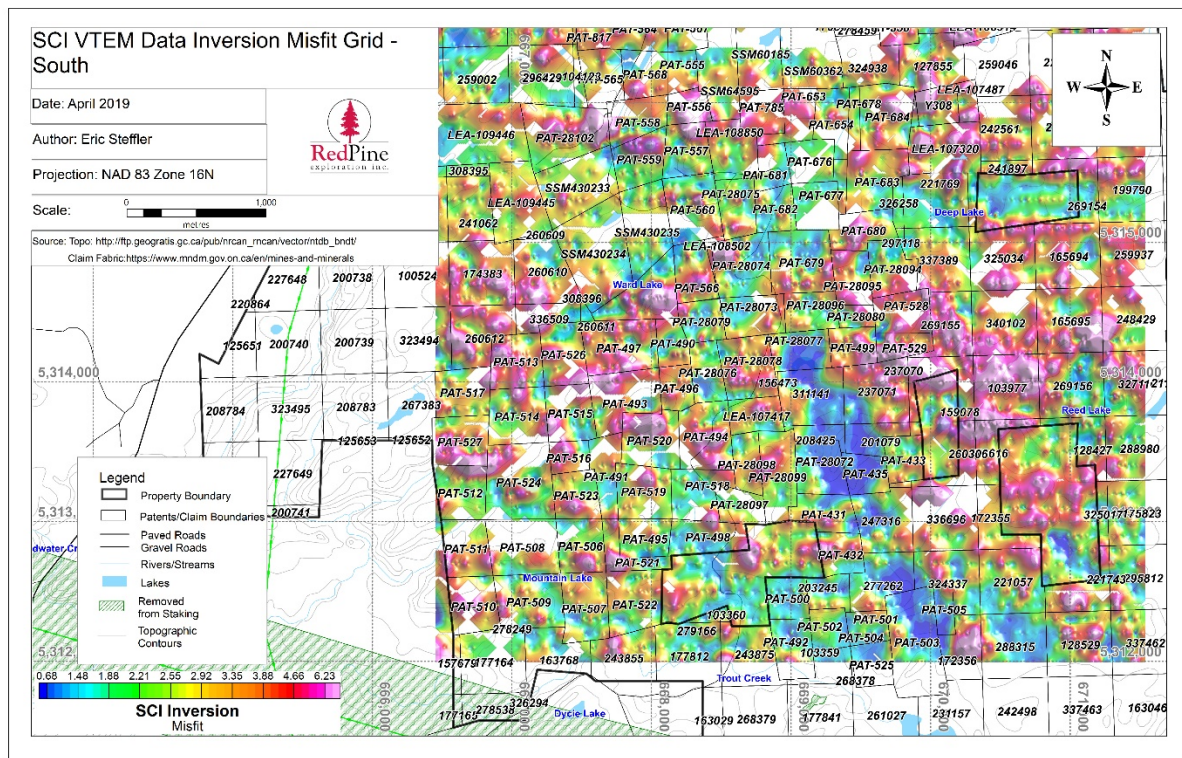 SCI VTEM Data Inversion Misfit Grid -
South
Date: April 2019
Author: Eric Steffler
Projection: NAD 83 Zone 16N
Scale:
0 1,000
metres
Source: Topo: http://ftp.geogratis.gc.ca/pub/nrcan_rncan/vector/ntdb_bndt/
Claim Fabric:https://www.mndm.gov.on.ca/en/mines-and-minerals
RedPine
exploration inc.
N
W E
S
667,0
PAT-817
PAT-564
PAT-507
276459
259002
296429
104123
PAT-565
PAT-568
PAT-555
SSM60185
SSM60362
324938
127855
259046
SSM64595
PAT-653
PAT-678
LEA-107487
Y308
PAT-556
PAT-785
PAT-684
PAT-558
LEA-108850
PAT-654
242561
LEA-109446
PAT-28102
PAT-557
LEA-107320
PAT-559
PAT-676
308395
PAT-681
PAT-683
221769
241897
SSM430233
PAT-28075
PAT-677
199790
LEA-109445
PAT-560
PAT-682
326258
Deep Lake
269154
241062
260609
SSM430235
PAT-680
5,315,000
LEA-108502
297118
SSM430234
337389
325034
165694
259937
174383
260610
PAT-28074
PAT-679
PAT-28094
227648
200738
100524
Ward Lake
PAT-566
PAT-28095
220864
308396
PAT-28073
PAT-28096
PAT-528
336509
260611
PAT-28079
PAT-28080
269155
340102
165695
248429
125651
200740
200739
323494
260612
PAT-526
PAT-497
PAT-490
PAT-28077
PAT-499
PAT-529
PAT-513
PAT-28078
5,314,000
PAT-28076
237070
5,314,000
156473
PAT-517
PAT-496
311141
237071
103977
269156
208784
323495
208783
267383
PAT-514
PAT-515
PAT-493
LEA-107417
159078
Reed Lake
125653
125652
PAT-527
PAT-520
PAT-494
208425
201079
128427
288980
PAT-516
PAT-28098
PAT-28072
PAT-433
227649
PAT-524
PAT-491
PAT-28099
PAT-435
PAT-512
PAT-523
PAT-519
PAT-518
200741
PAT-28097
PAT-431
247316
336696
172355
175823
PAT-495
PAT-498
PAT-511
PAT-508
PAT-506
PAT-432
PAT-521
Mountain Lake
203245
277262
324337
221057
221743
295812
PAT-510
PAT-509
PAT-507
PAT-522
PAT-500
PAT-505
103360
PAT-501
278249
279166
PAT-502
PAT-504
PAT-503
PAT-492
288315
128529
337462
157679
177164
163768
243855
177812
243875
103359
172356
5,312,000
PAT-525
Trout Creek
268378
326294
278538
177165
Dycie Lake
163029
268379
177841
261027
231157
242498
337463
163046
666,000
668,000
Legend
Property Boundary
Patents/Claim Boundaries
Paved Roads
Gravel Roads
Rivers/Streams
Lakes
Removed
from Staking
Topographic
Contours
0.68 1.48 1.88 2.21 2.55 2.92 3.35 3.88 4.66 6.23
SCI Inversion
Misfit